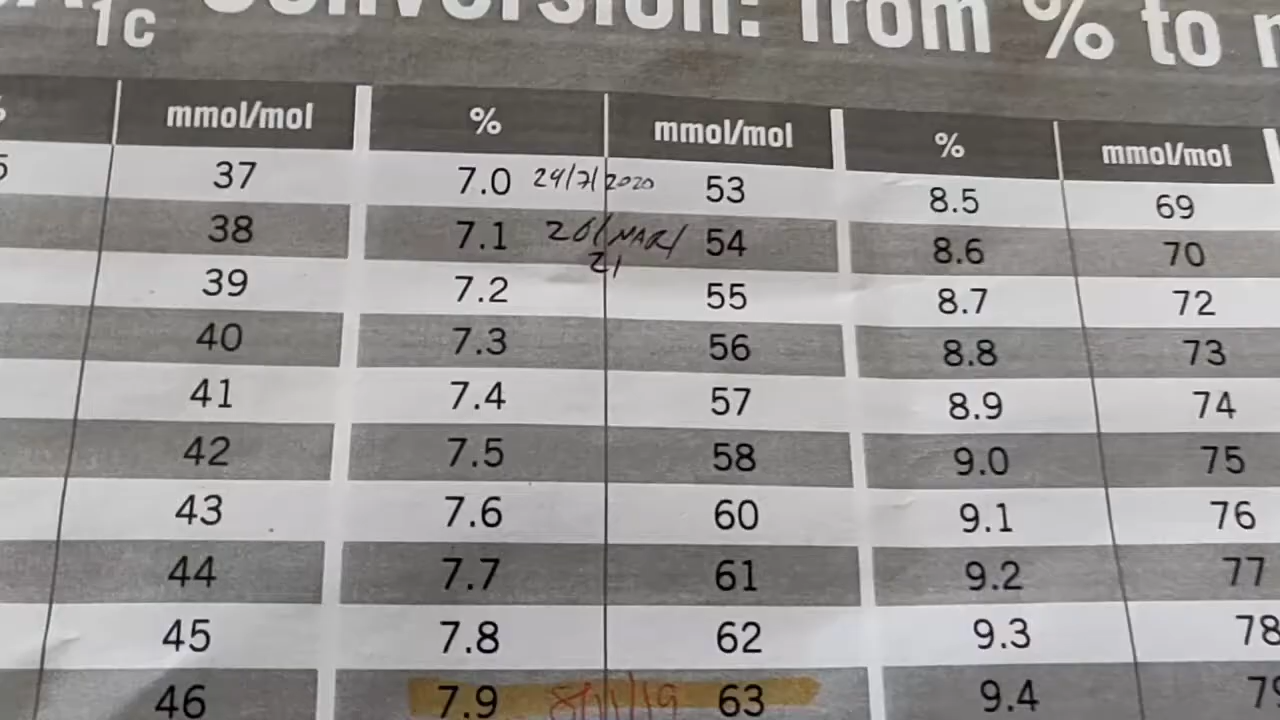 1c Conversion: from % to
mmol/mol % mmol/mol % mmol/mol
37 7.0 24/7/2020 53 8.5 69
38 7.1 20/MAR/ 54 8.6 70
21
39 7.2 55 8.7 72
40 7.3 56 8.8 73
41 7.4 57 8.9 74
42 7.5 58 9.0 75
43 7.6 60 9.1 76
44 7.7 61 9.2 77
45 7.8 62 9.3 78
46 7.9 63 9.4